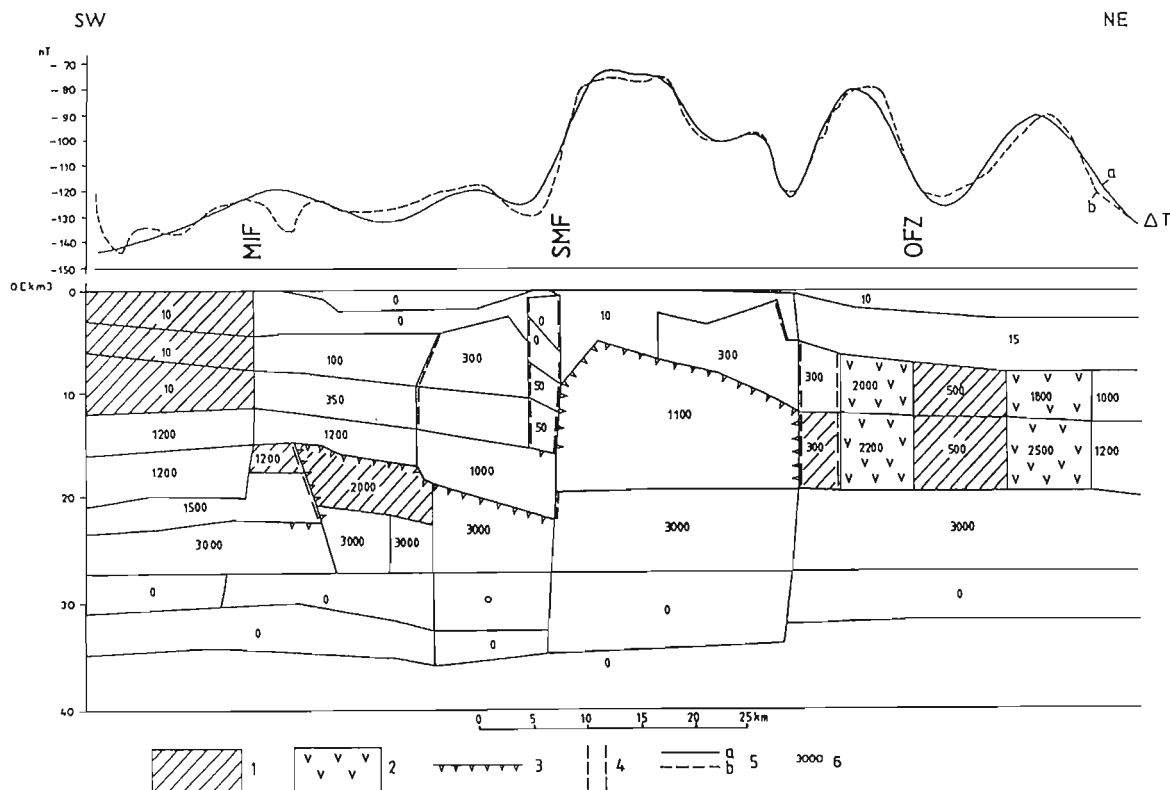 SW NE
nT
- 70
- 80
- 90
-100
-110
-120
-130
-140
-150
MIF SMF OFZ
a
b
ΔT
0[km]
0
10
20
30
40
10 0 0 10 10
10 0 0 15
10 100 300 0 300
350 50 50
1200 1200 1000 1100
300 2000 500 1800 1000
300 2200 500 2500 1200
1200 1200 2000
1500
3000 3000 3000 3000 3000 3000
0 0 0 0 0
0 0 0
0 5 10 15 20 25 km
1 2 3 4 a b 5 3000 6